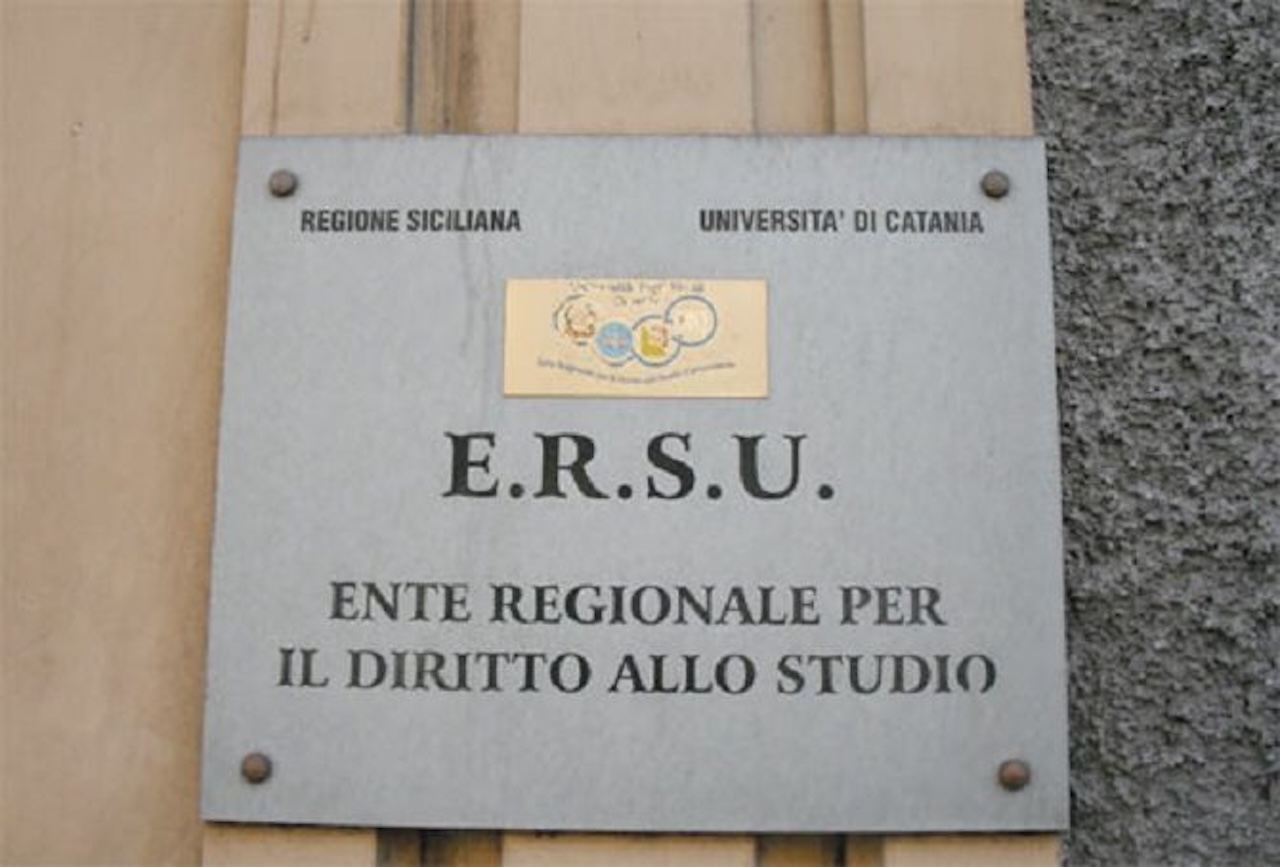 REGIONE SICILIANA
UNIVERSITA' DI CATANIA
E.R.S.U.
ENTE REGIONALE PER
IL DIRITTO ALLO STUDIO